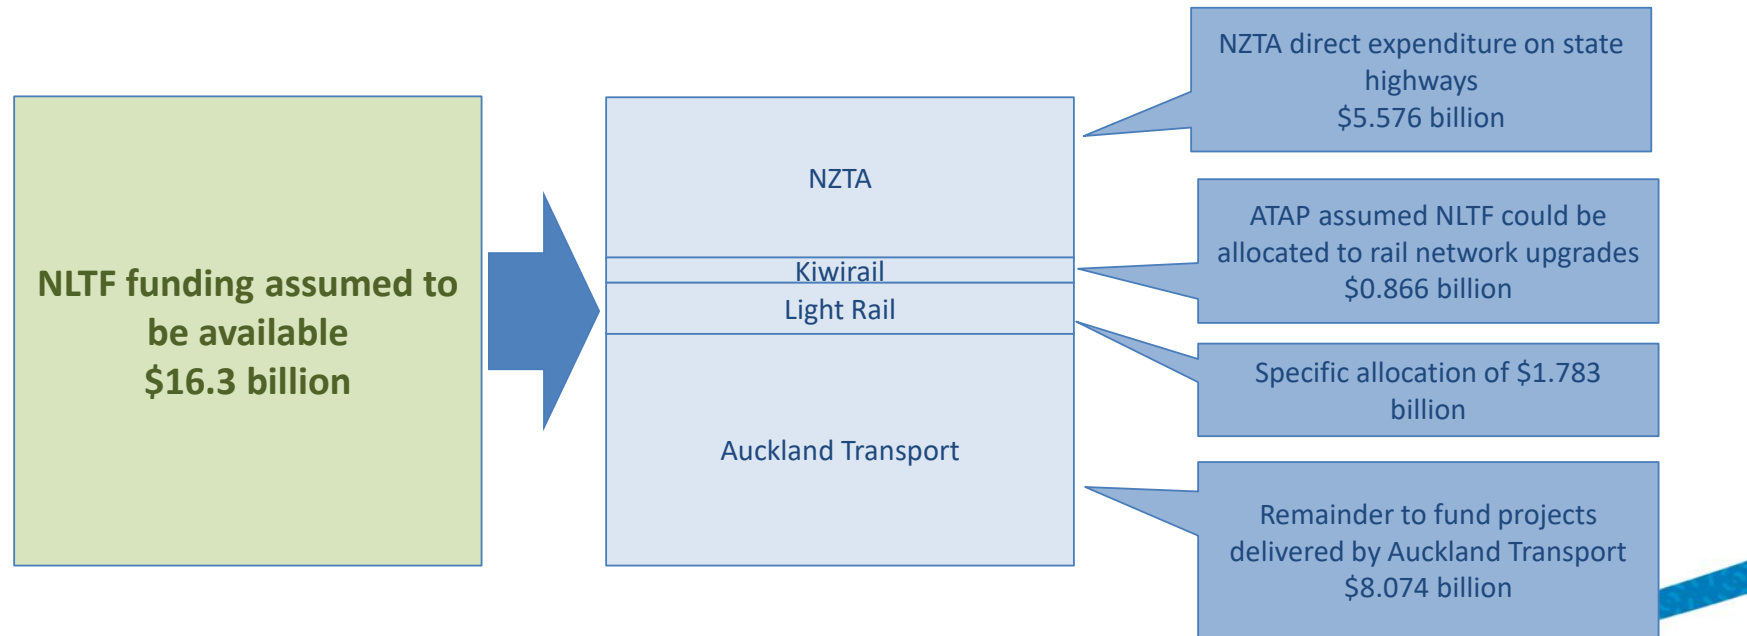 NLTF funding assumed to
be available
$16.3 billion
NZTA
Kiwirail
Light Rail
Auckland Transport
NZTA direct expenditure on state
highways
$5.576 billion
ATAP assumed NLTF could be
allocated to rail network upgrades
$0.866 billion
Specific allocation of $1.783
billion
Remainder to fund projects
delivered by Auckland Transport
$8.074 billion